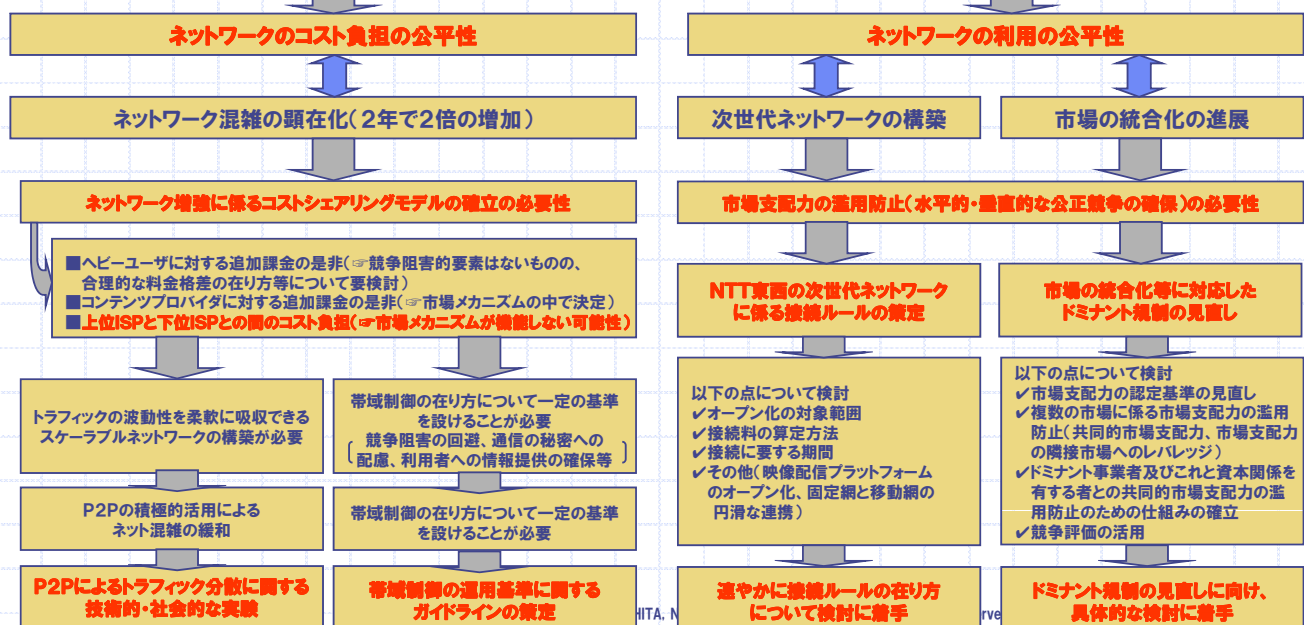 ネットワークのコスト負担の公平性
ネットワーク混雑の顕在化(2年で2倍の増加)
ネットワーク増強に係るコストシェアリングモデルの確立の必要性
■ヘビーユーザに対する追加課金の是非(☞競争阻害的要素はないものの、
合理的な料金格差の在り方等について要検討)
■コンテンツプロバイダに対する追加課金の是非(☞市場メカニズムの中で決定)
■上位ISPと下位ISPとの間のコスト負担(☞市場メカニズムが機能しない可能性)
トラフィックの波動性を柔軟に吸収できる
スケーラブルネットワークの構築が必要
P2Pの積極的活用による
ネット混雑の緩和
P2Pによるトラフィック分散に関する
技術的・社会的な実験
帯域制御の在り方について一定の基準
を設けることが必要
競争阻害の回避、通信の秘密への
配慮、利用者への情報提供の確保等
帯域制御の在り方について一定の基準
を設けることが必要
帯域制御の運用基準に関する
ガイドラインの策定
ネットワークの利用の公平性
次世代ネットワークの構築
市場の統合化の進展
市場支配力の濫用防止(水平的・垂直的な公正競争の確保)の必要性
NTT東西の次世代ネットワーク
に係る接続ルールの策定
以下の点について検討
✔オープン化の対象範囲
✔接続料の算定方法
✔接続に要する期間
✔その他(映像配信プラットフォーム
のオープン化、固定網と移動網の
円滑な連携)
速やかに接続ルールの在り方
について検討に着手
市場の統合化等に対応した
ドミナント規制の見直し
以下の点について検討
✔市場支配力の認定基準の見直し
✔複数の市場に係る市場支配力の濫用
防止(共同的市場支配力、市場支配力
の隣接市場へのレバレッジ)
✔ドミナント事業者及びこれと資本関係を
有する者との共同的市場支配力の濫
用防止のための仕組みの確立
✔競争評価の活用
ドミナント規制の見直しに向け、
具体的な検討に着手
HITA, N
erve